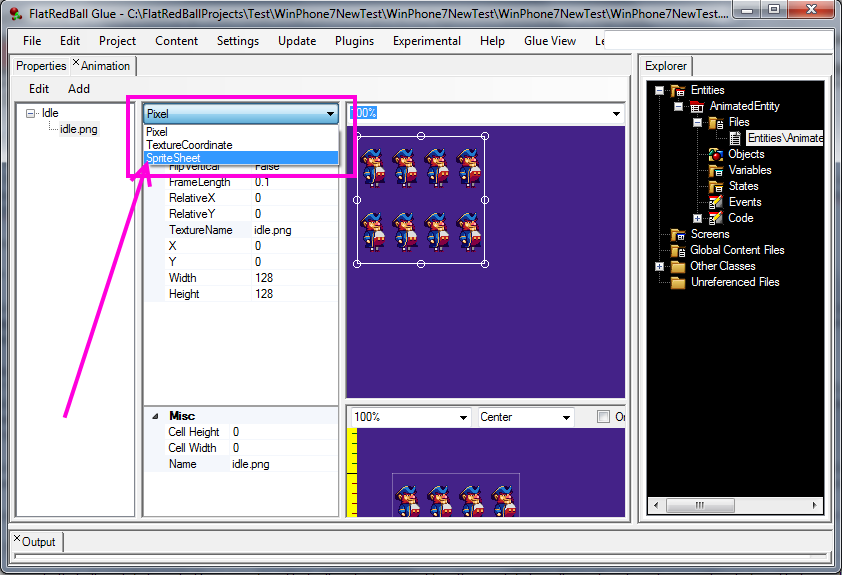 FlatRedBall Glue - C:\FlatRedBallProjects\Test\WinPhone7NewTest\WinPhone7NewTest\WinPhone7NewTest\WinPhone7NewTest....
File Edit Project Content Settings Update Plugins Experimental Help Glue View Le
Properties Animation
Explorer
Edit Add
Idle
idle.png
Pixel
Pixel
TextureCoordinate
SpriteSheet
FlipVertical False
FrameLength 0.1
RelativeX 0
RelativeY 0
TextureName idle.png
X 0
Y 0
Width 128
Height 128
Misc
Cell Height 0
Cell Width 0
Name idle.png
100%
100% Center On
Entities
AnimatedEntity
Files
Entities\Animate
Objects
Variables
States
Events
Code
Screens
Global Content Files
Other Classes
Unreferenced Files
Output